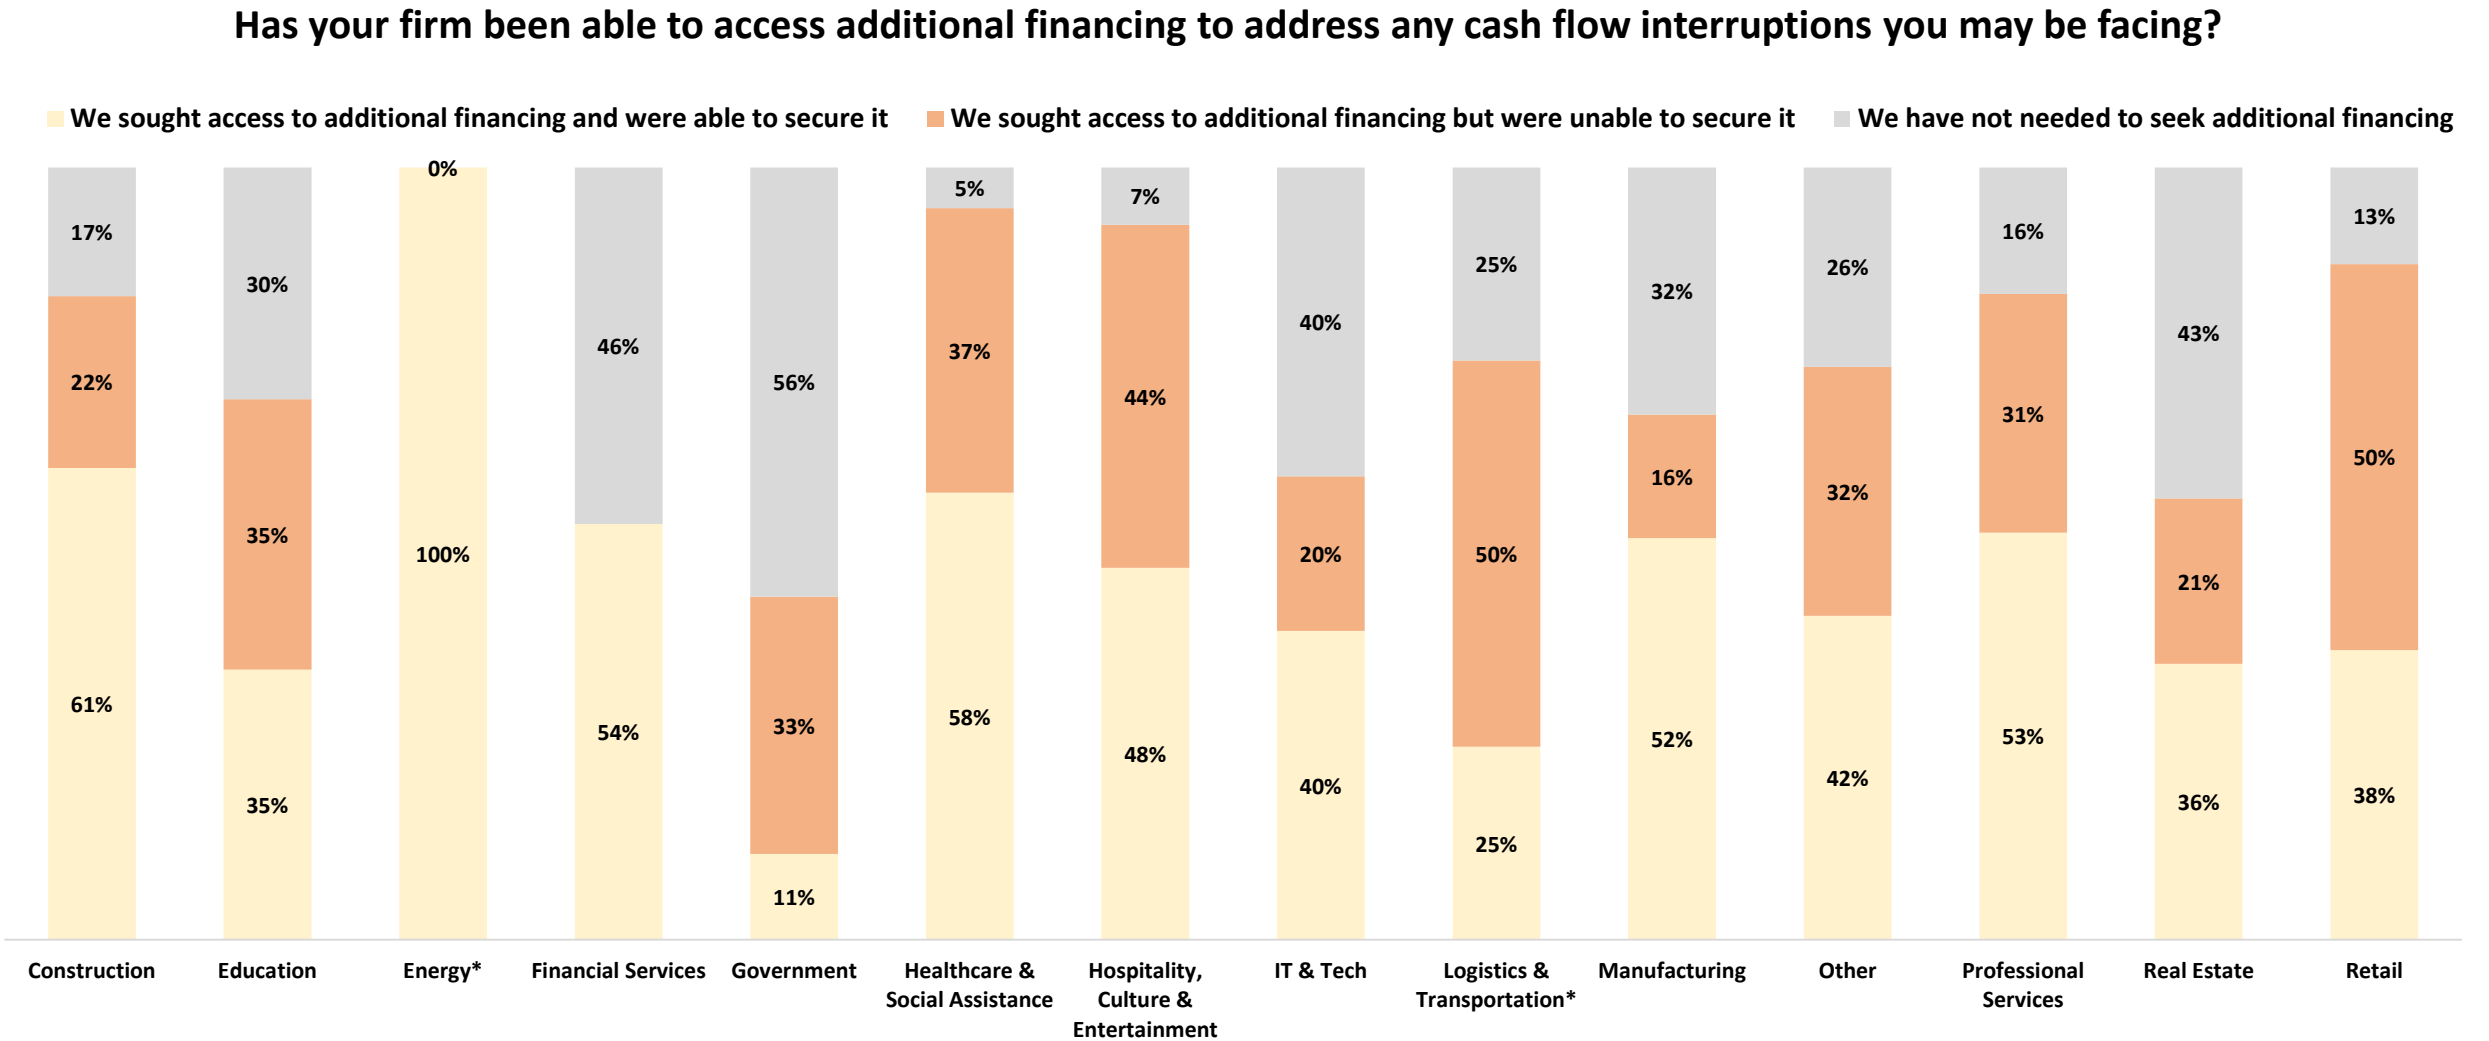 Has your firm been able to access additional financing to address any cash flow interruptions you may be facing?
We sought access to additional financing and were able to secure it
We sought access to additional financing but were unable to secure it
We have not needed to seek additional financing
17%
22%
61%
30%
35%
35%
0%
100%
46%
54%
56%
33%
11%
5%
37%
58%
7%
44%
48%
40%
20%
40%
25%
50%
25%
32%
16%
52%
26%
32%
42%
16%
31%
53%
43%
21%
36%
13%
50%
38%
Construction
Education
Energy*
Financial Services
Government
Healthcare &
Social Assistance
Hospitality,
Culture &
Entertainment
IT & Tech
Logistics &
Transportation*
Manufacturing
Other
Professional
Services
Real Estate
Retail